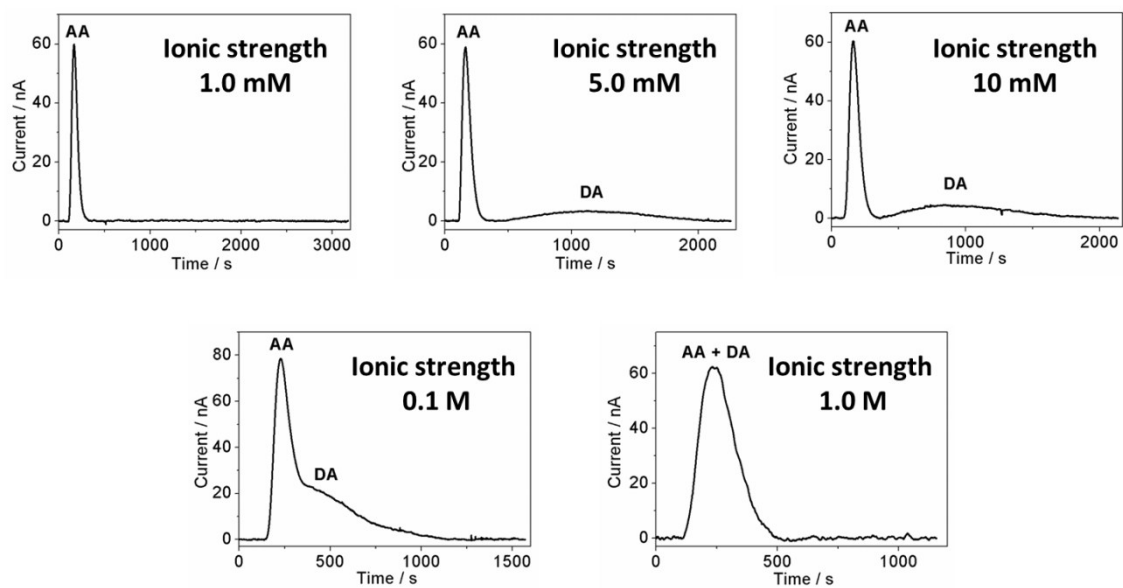 AA
Ionic strength
1.0 mM
Current / nA
60
40
20
0
0 1000 2000 3000
Time / s
AA
Ionic strength
5.0 mM
DA
Current / nA
60
40
20
0
0 1000 2000
Time / s
AA
Ionic strength
10 mM
DA
Current / nA
60
40
20
0
0 1000 2000
Time / s
AA
Ionic strength
0.1 M
DA
Current / nA
80
60
40
20
0
0 500 1000 1500
Time / s
AA + DA
Ionic strength
1.0 M
Current / nA
60
40
20
0
0 500 1000
Time / s